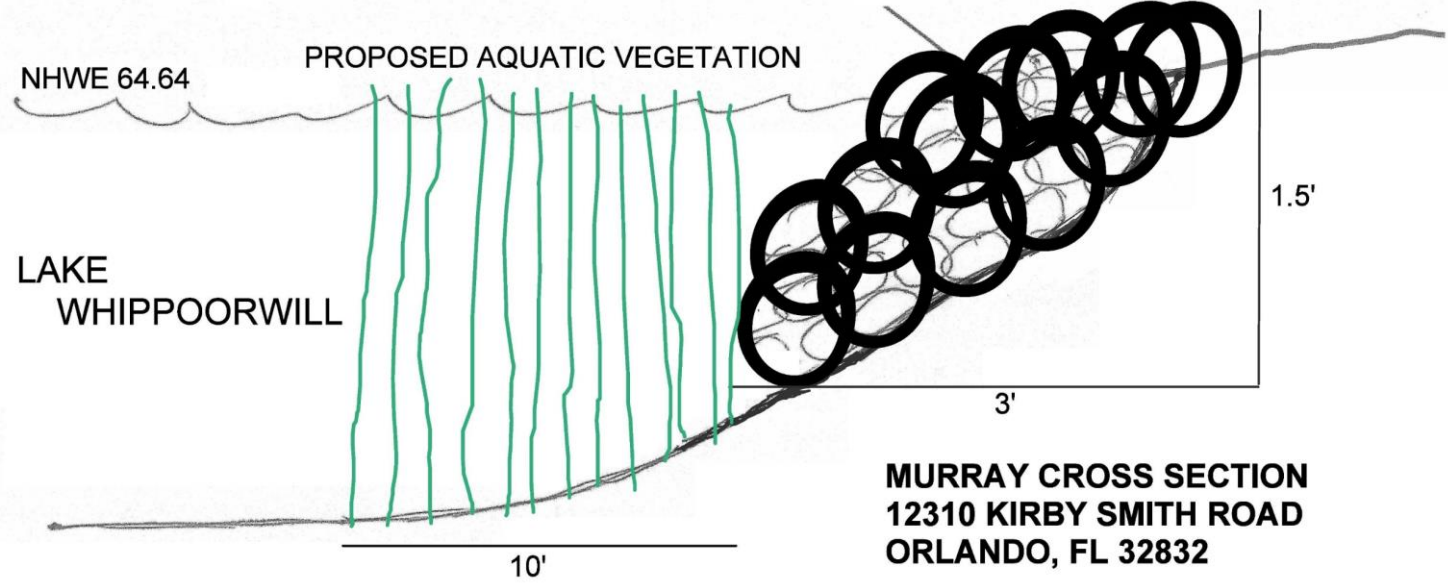 PROPOSED AQUATIC VEGETATION
NHWE 64.64
1.5'
LAKE
WHIPPOORWILL
3'
MURRAY CROSS SECTION
12310 KIRBY SMITH ROAD
ORLANDO, FL 32832
10'